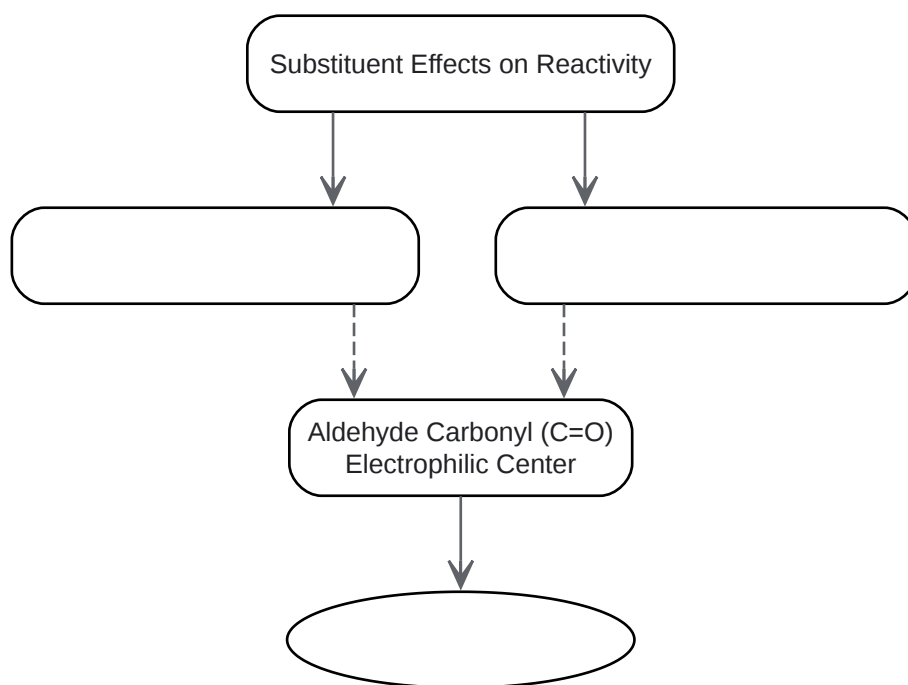 Substituent Effects on Reactivity
Aldehyde Carbonyl (C=O)
Electrophilic Center